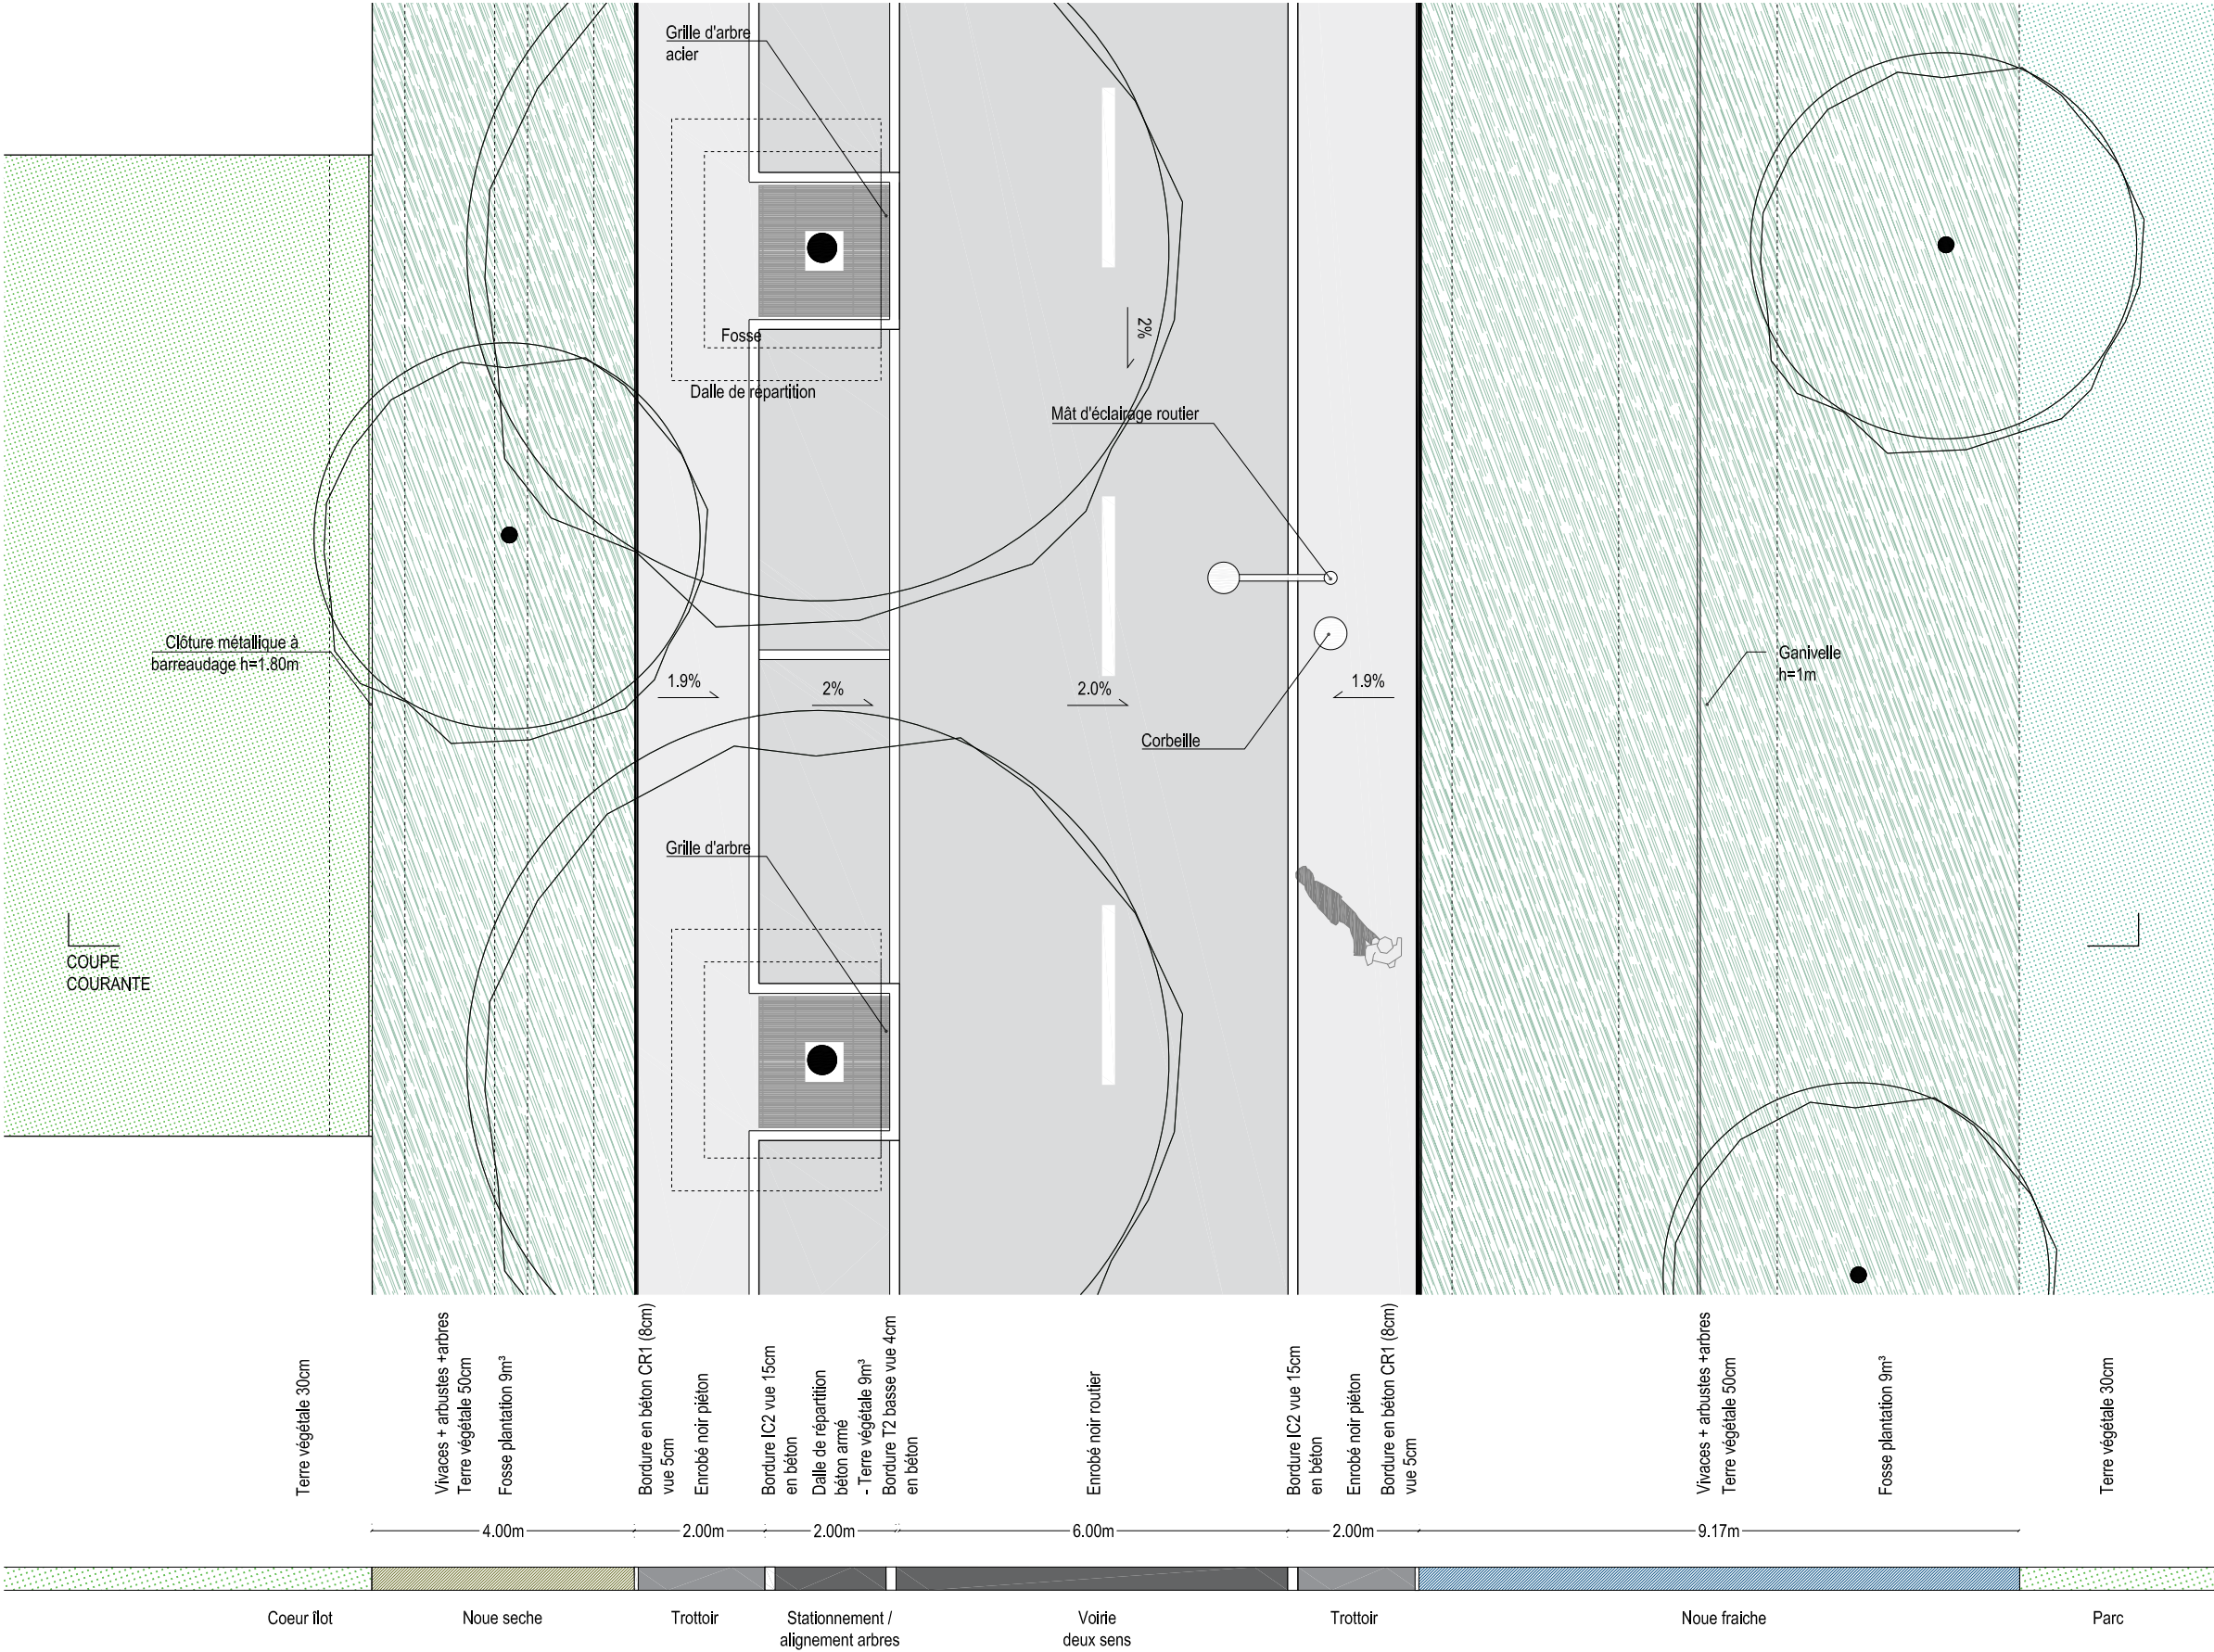 Grille d'arbre
acier
Fosse
Dalle de répartition
2%
Mât d'éclairage routier
Clôture métallique à
barreaudage h=1.80m
Ganivelle
h=1m
1.9%
2%
2.0%
1.9%
Corbeille
Grille d'arbre
COUPE
COURANTE
Terre végétale 30cm
Vivaces + arbustes +arbres
Terre végétale 50cm
Fosse plantation 9m³
Bordure en béton CR1 (8cm)
vue 5cm
Enrobé noir piéton
Bordure IC2 vue 15cm
en béton
Dalle de répartition
béton armé
- Terre végétale 9m³
Bordure T2 basse vue 4cm
en béton
Enrobé noir routier
Bordure IC2 vue 15cm
en béton
Enrobé noir piéton
Bordure en béton CR1 (8cm)
vue 5cm
Vivaces + arbustes +arbres
Terre végétale 50cm
Fosse plantation 9m³
Terre végétale 30cm
4.00m
2.00m
2.00m
6.00m
2.00m
9.17m
Coeur îlot
Noue seche
Trottoir
Stationnement /
alignement arbres
Voirie
deux sens
Trottoir
Noue fraiche
Parc